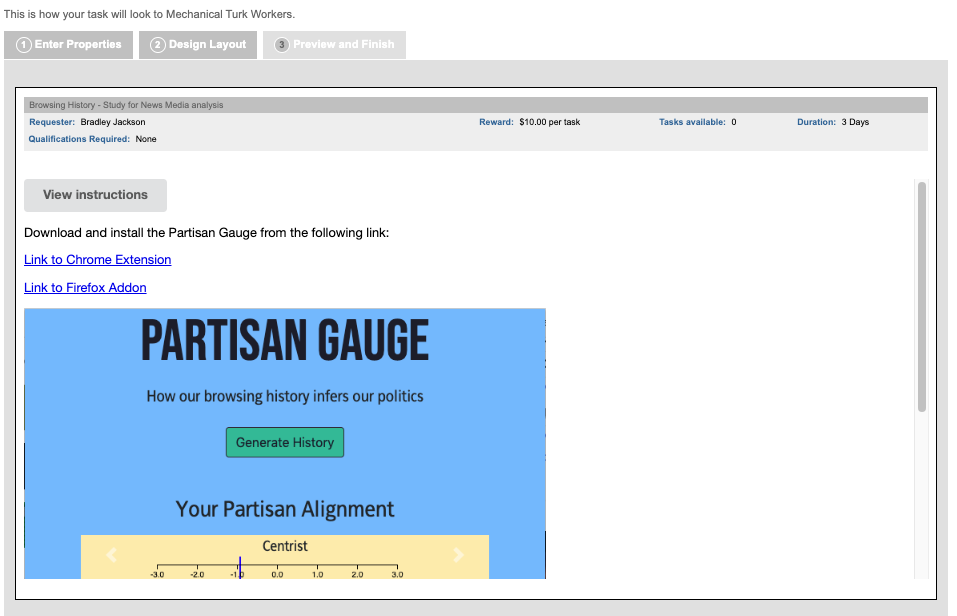 This is how your task will look to Mechanical Turk Workers.
1 Enter Properties 2 Design Layout 3 Preview and Finish
Browsing History - Study for News Media analysis
Requester: Bradley Jackson Reward: $10.00 per task Tasks available: 0 Duration: 3 Days
Qualifications Required: None
View instructions
Download and install the Partisan Gauge from the following link:
Link to Chrome Extension
Link to Firefox Addon
PARTISAN GAUGE
How our browsing history infers our politics
Generate History
Your Partisan Alignment
Centrist
-3.0 -2.0 -1.0 0.0 1.0 2.0 3.0